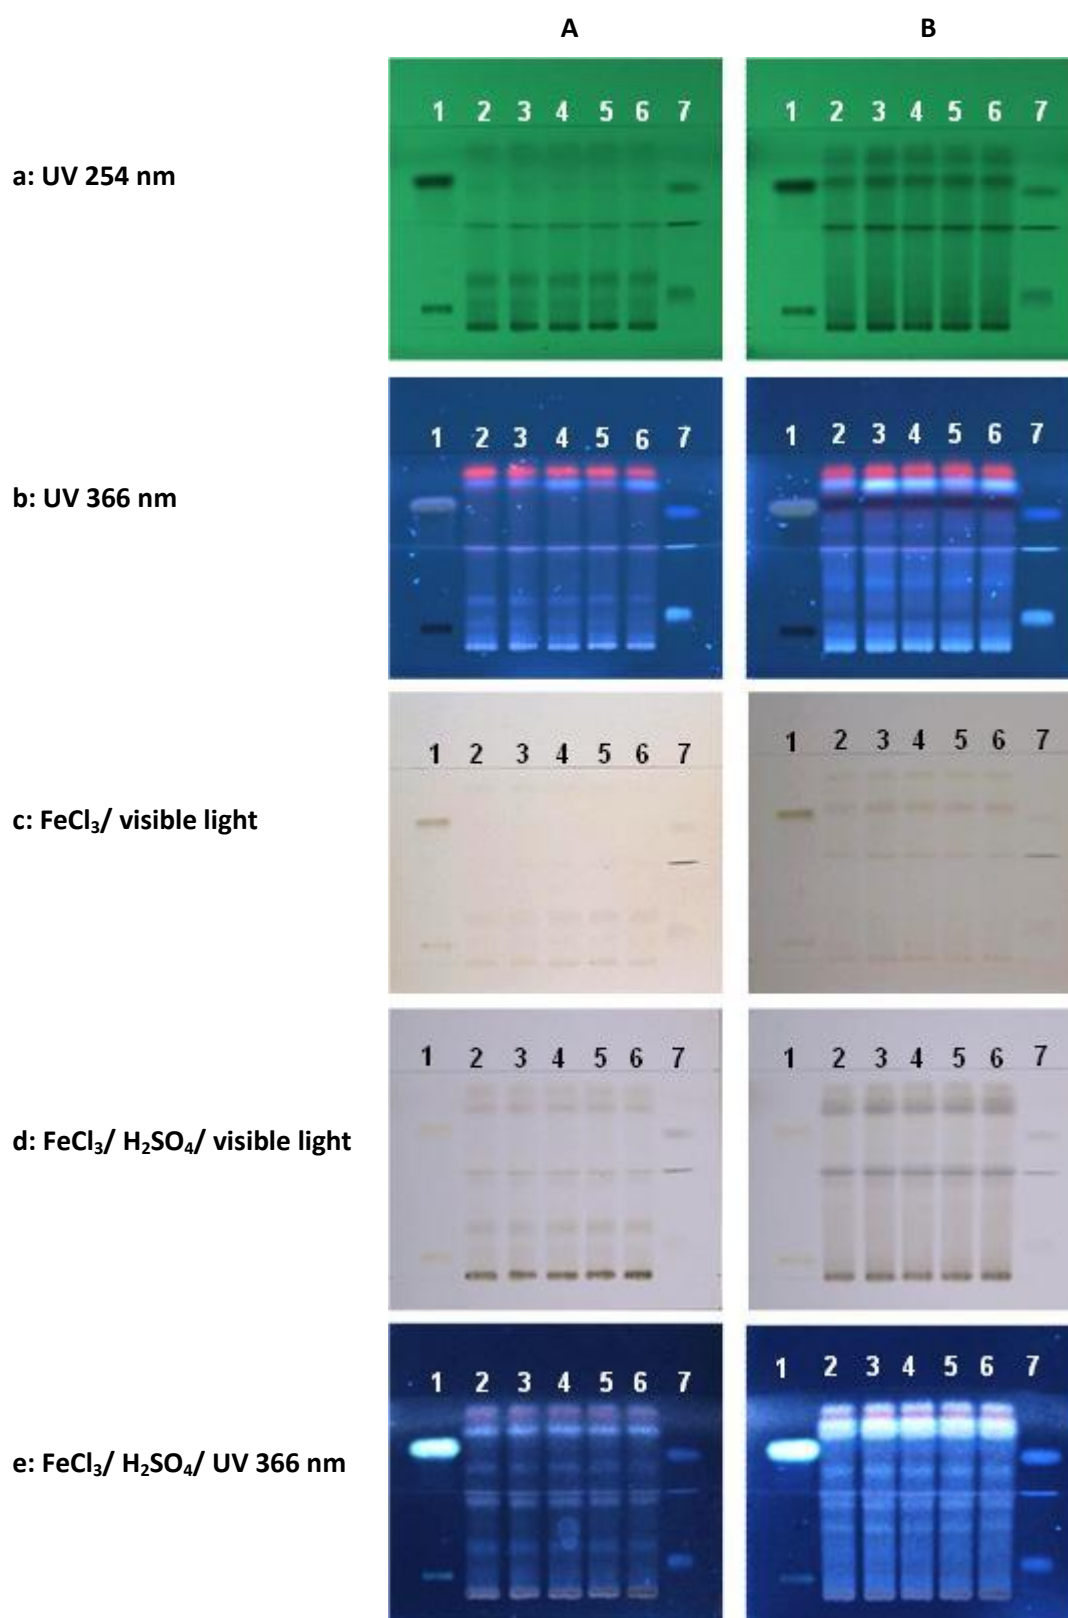 A B
1 2 3 4 5 6 7 1 2 3 4 5 6 7
a: UV 254 nm
1 2 3 4 5 6 7 1 2 3 4 5 6 7
b: UV 366 nm
1 2 3 4 5 6 7 1 2 3 4 5 6 7
c: FeCl₃/ visible light
1 2 3 4 5 6 7 1 2 3 4 5 6 7
d: FeCl₃/ H₂SO₄/ visible light
1 2 3 4 5 6 7 1 2 3 4 5 6 7
e: FeCl₃/ H₂SO₄/ UV 366 nm